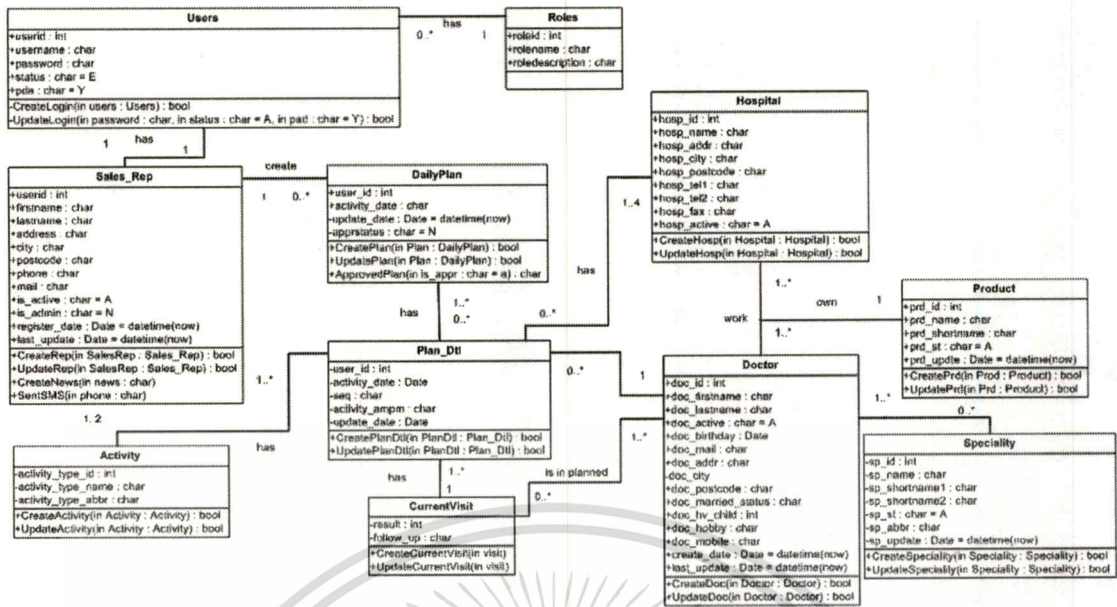 Users
+userid : int
+username : char
+password : char
+status : char = E
+pda : char = Y
-CreateLogin(in users : Users) : bool
-UpdateLogin(in password : char, in status : char = A, in pad : char = Y) : bool
has
0..*
1
Roles
+roleid : int
+rolename : char
+roledescription : char
1
has
1
Sales_Rep
+userid : int
+firstname : char
+lastname : char
+address : char
+city : char
+postcode : char
+phone : char
+mail : char
+is_active : char = A
+is_admin : char = N
+register_date : Date = datetime(now)
+last_update : Date = datetime(now)
+CreateRep(in SalesRep : Sales_Rep) : bool
+UpdateRep(in SalesRep : Sales_Rep) : bool
+CreateNews(in news : char)
+SentSMS(in phone : char)
create
1
0..*
DailyPlan
+user_id : int
+activity_date : char
-update_date : Date = datetime(now)
-apprstatus : char = N
+CreatePlan(in Plan : DailyPlan) : bool
+UpdatePlan(in Plan : DailyPlan) : bool
+ApprovedPlan(in is_appr : char = a) : char
has
1..*
0..*
Hospital
+hosp_id : int
+hosp_name : char
+hosp_addr : char
+hosp_city : char
+hosp_postcode : char
+hosp_tel1 : char
+hosp_tel2 : char
+hosp_fax : char
+hosp_active : char = A
+CreateHosp(in Hospital : Hospital) : bool
+UpdateHosp(in Hospital : Hospital) : bool
1..4
has
0..*
1..*
own
1
work
1..*
Product
+prd_id : int
+prd_name : char
+prd_shortname : char
+prd_st : char = A
+prd_updte : Date = datetime(now)
+CreatePrd(in Prod : Product) : bool
+UpdatePrd(in Prd : Product) : bool
Plan_Dtl
-user_id : int
-activity_date : Date
-seq : char
-activity_ampm : char
-update_date : Date
+CreatePlanDtl(in PlanDtl : Plan_Dtl) : bool
+UpdatePlanDtl(in PlanDtl : Plan_Dtl) : bool
1..*
1..2
has
0..*
1
Activity
-activity_type_id : int
-activity_type_name : char
-activity_type_abbr : char
+CreateActivity(in Activity : Activity) : bool
+UpdateActivity(in Activity : Activity) : bool
has
1..*
1
CurrentVisit
-result : int
-follow_up : char
+CreateCurrentVisit(in visit)
+UpdateCurrentVisit(in visit)
1..*
is in planned
0..*
Doctor
+doc_id : int
+doc_firstname : char
+doc_lastname : char
+doc_active : char = A
+doc_birthday : Date
+doc_mail : char
+doc_addr : char
-doc_city
+doc_postcode : char
+doc_married_status : char
+doc_hv_child : int
+doc_hobby : char
+doc_mobile : char
+create_date : Date = datetime(now)
+last_update : Date = datetime(now)
+CreateDoc(in Doctor : Doctor) : bool
+UpdateDoc(in Doctor : Doctor) : bool
1..*
0..*
Speciality
-sp_id : int
-sp_name : char
-sp_shortname1 : char
-sp_shortname2 : char
-sp_st : char = A
-sp_abbr : char
-sp_update : Date = datetime(now)
+CreateSpeciality(in Speciality : Speciality) : bool
+UpdateSpeciality(in Speciality : Speciality) : bool